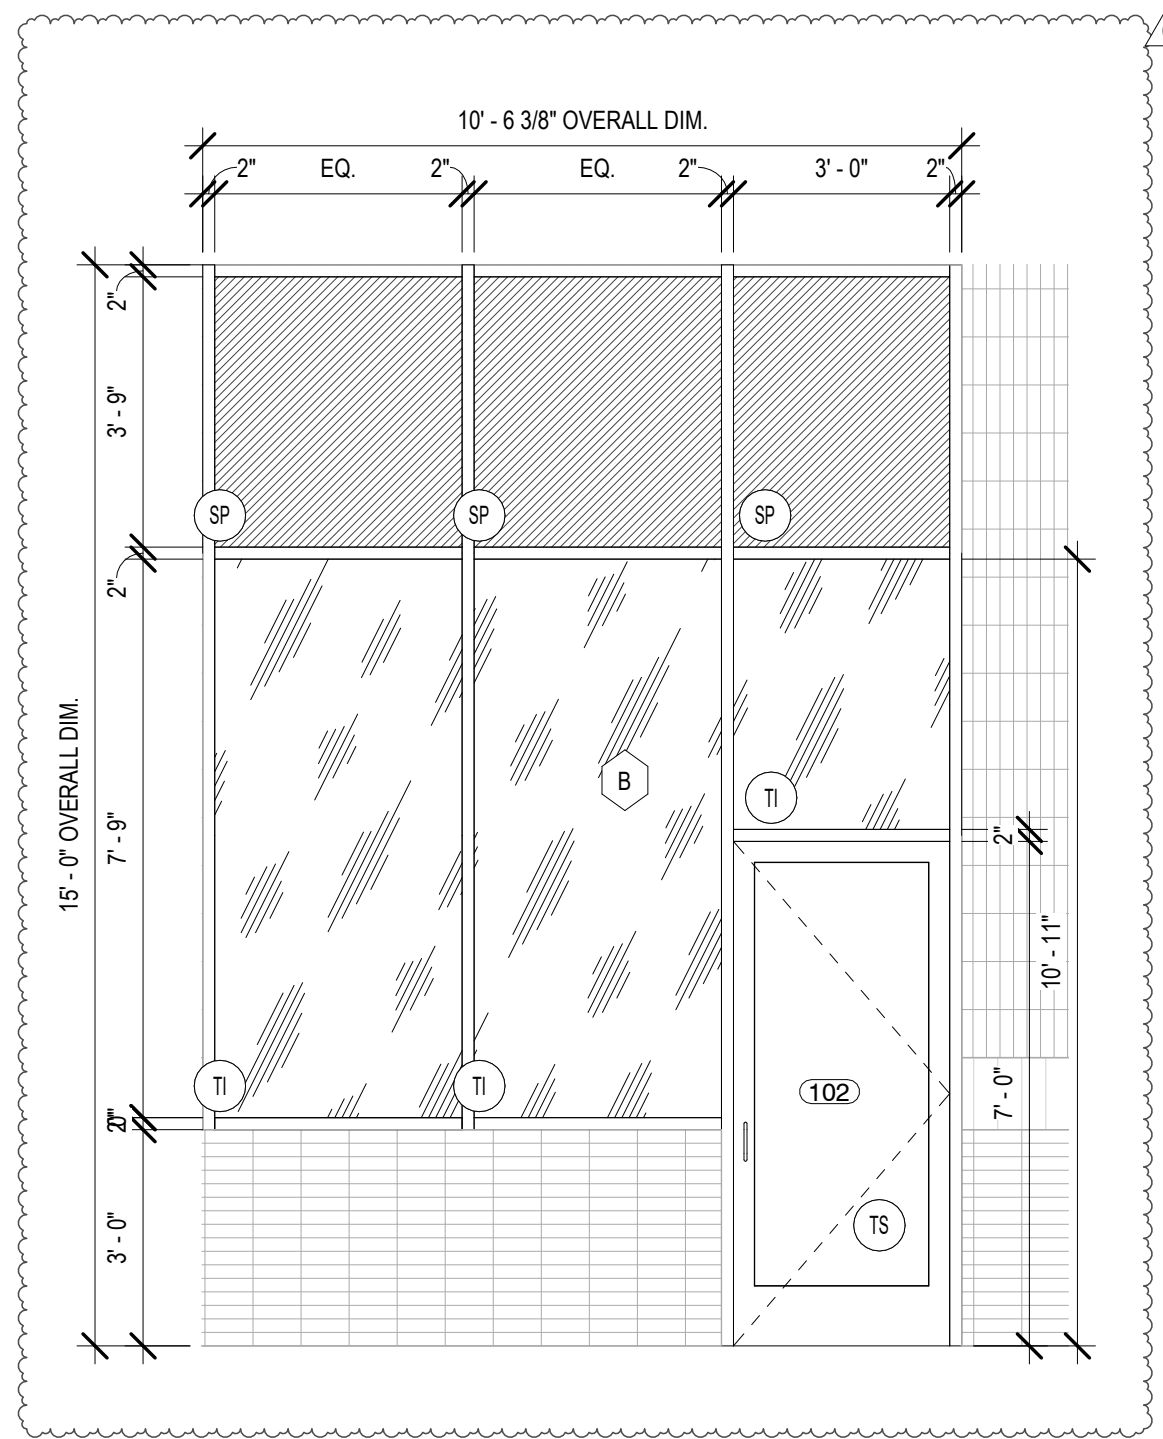 10' - 6 3/8" OVERALL DIM.
2" EQ. 2" EQ. 2" 3' - 0" 2"
2"
3' - 9"
SP SP SP
2"
15' - 0" OVERALL DIM.
7' - 9"
B
TI
2"
10' - 11"
TI TI
102
7' - 0"
3' - 0"
TS